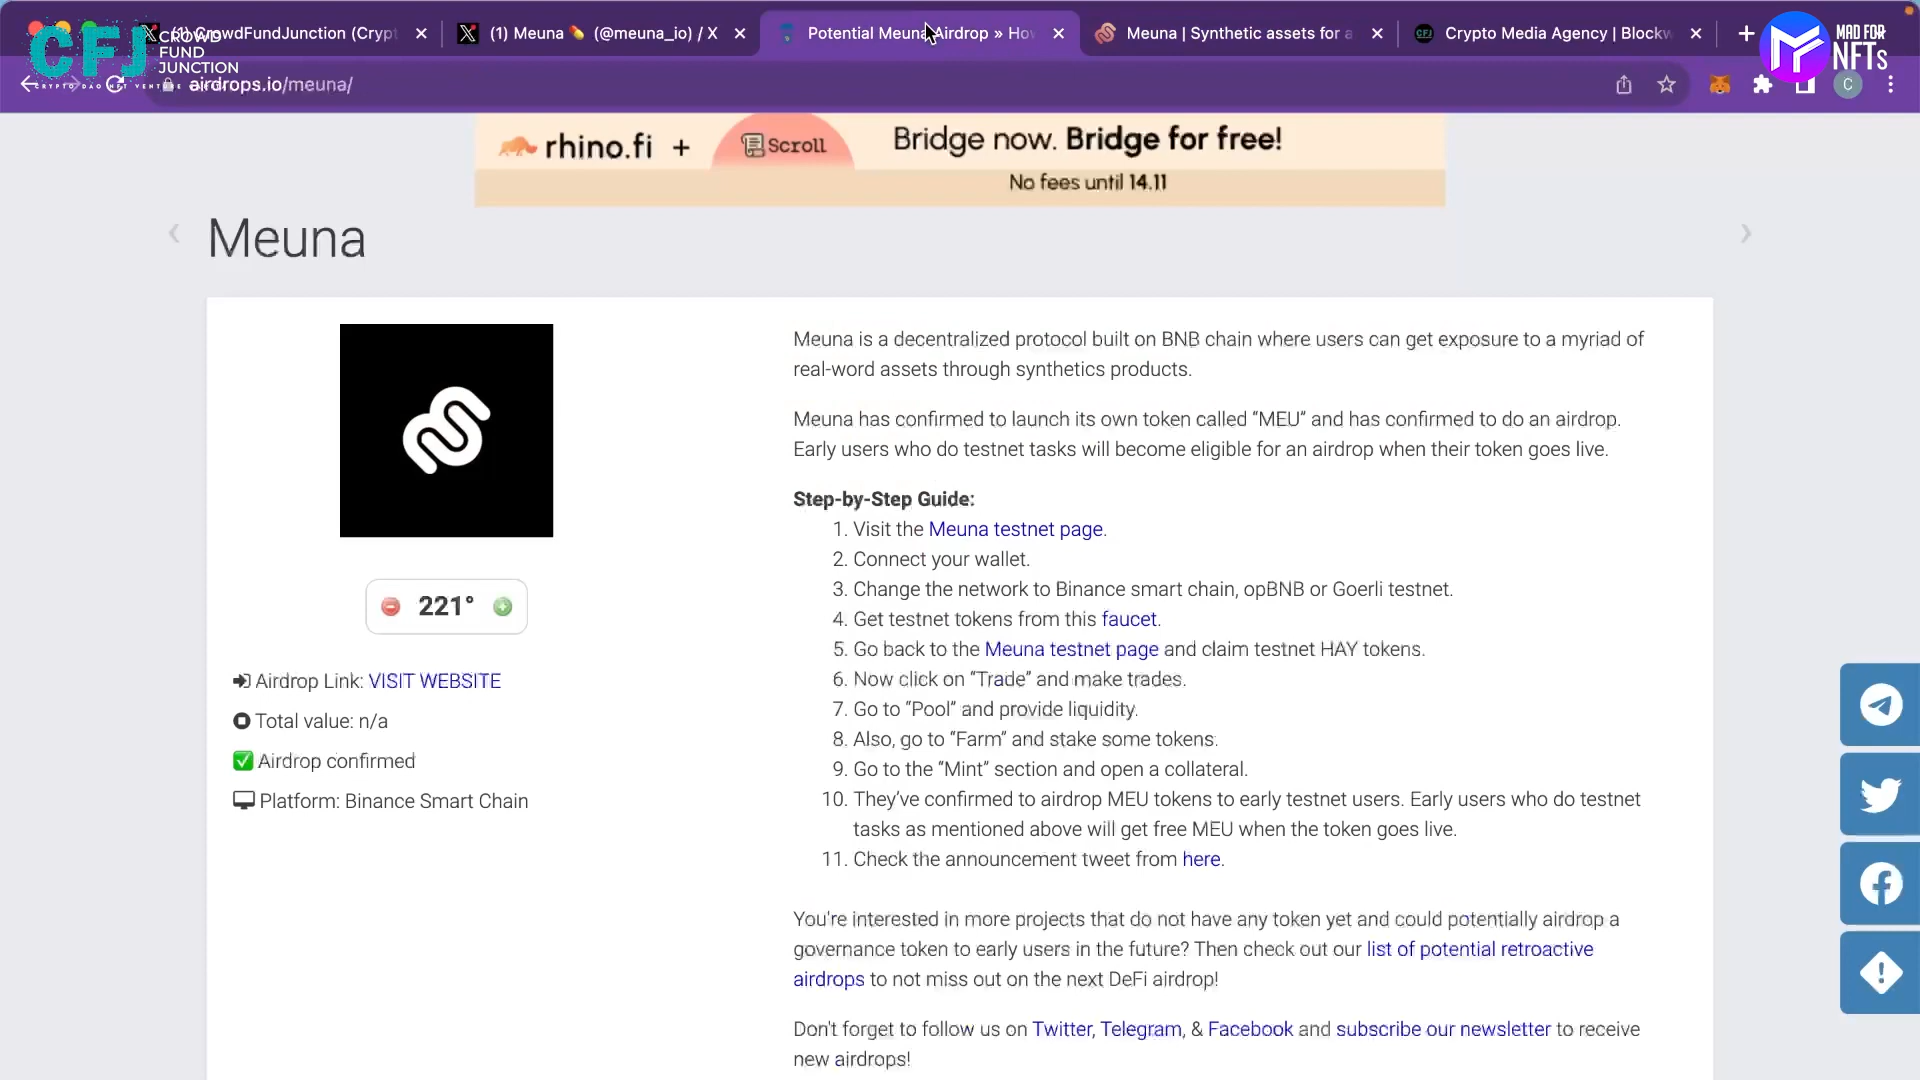 CFJ CROWD FUND JUNCTION
CRYPTO DAO NFT VENTURE
CrowdFundJunction (Crypt
(1) Meuna 💊 (@meuna_io) / X
Potential Meuna Airdrop » How
Meuna | Synthetic assets for a
Crypto Media Agency | Blockw
MAD FOR NFTs
airdrops.io/meuna/
C
rhino.fi + Scroll
Bridge now. Bridge for free!
No fees until 14.11
Meuna
Meuna is a decentralized protocol built on BNB chain where users can get exposure to a myriad of
real-word assets through synthetics products.
Meuna has confirmed to launch its own token called “MEU” and has confirmed to do an airdrop.
Early users who do testnet tasks will become eligible for an airdrop when their token goes live.
Step-by-Step Guide:
1. Visit the Meuna testnet page.
2. Connect your wallet.
3. Change the network to Binance smart chain, opBNB or Goerli testnet.
4. Get testnet tokens from this faucet.
5. Go back to the Meuna testnet page and claim testnet HAY tokens.
6. Now click on “Trade” and make trades.
7. Go to “Pool” and provide liquidity.
8. Also, go to “Farm” and stake some tokens.
9. Go to the “Mint” section and open a collateral.
10. They’ve confirmed to airdrop MEU tokens to early testnet users. Early users who do testnet
tasks as mentioned above will get free MEU when the token goes live.
11. Check the announcement tweet from here.
221°
Airdrop Link: VISIT WEBSITE
Total value: n/a
Airdrop confirmed
Platform: Binance Smart Chain
You're interested in more projects that do not have any token yet and could potentially airdrop a
governance token to early users in the future? Then check out our list of potential retroactive
airdrops to not miss out on the next DeFi airdrop!
Don't forget to follow us on Twitter, Telegram, & Facebook and subscribe our newsletter to receive
new airdrops!